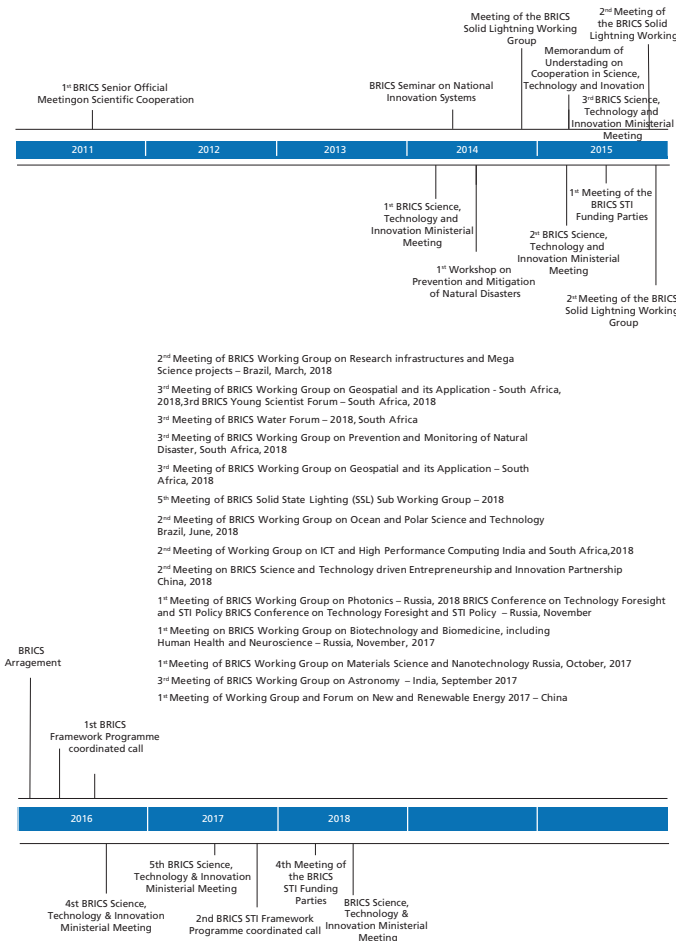 Meeting of the BRICS
Solid Lightning Working
Group
2nd Meeting of
the BRICS Solid
Lightning Working
Memorandum of
Understading on
Cooperation in Science,
Technology and Inovation
1st BRICS Senior Official
Meetingon Scientific Cooperation
BRICS Seminar on National
Innovation Systems
3rd BRICS Science,
Technology and
Innovation Ministerial
Meeting
2011 2012 2013 2014 2015
1st BRICS Science,
Technology and
Innovation Ministerial
Meeting
1st Workshop on
Prevention and Mitigation
of Natural Disasters
2st BRICS Science,
Technology and
Innovation Ministerial
Meeting
1st Meeting of the
BRICS STI
Funding Parties
2st Meeting of the BRICS
Solid Lightning Working
Group
2nd Meeting of BRICS Working Group on Research infrastructures and Mega
Science projects – Brazil, March, 2018
3rd Meeting of BRICS Working Group on Geospatial and its Application - South Africa,
2018,3rd BRICS Young Scientist Forum – South Africa, 2018
3rd Meeting of BRICS Water Forum – 2018, South Africa
3rd Meeting of BRICS Working Group on Prevention and Monitoring of Natural
Disaster, South Africa, 2018
3rd Meeting of BRICS Working Group on Geospatial and its Application – South
Africa, 2018
5th Meeting of BRICS Solid State Lighting (SSL) Sub Working Group – 2018
2nd Meeting of BRICS Working Group on Ocean and Polar Science and Technology
Brazil, June, 2018
2nd Meeting of Working Group on ICT and High Performance Computing India and South Africa,2018
2nd Meeting on BRICS Science and Technology driven Entrepreneurship and Innovation Partnership
China, 2018
1st Meeting of BRICS Working Group on Photonics – Russia, 2018 BRICS Conference on Technology Foresight
and STI Policy BRICS Conference on Technology Foresight and STI Policy – Russia, November
1st Meeting on BRICS Working Group on Biotechnology and Biomedicine, including
Human Health and Neuroscience – Russia, November, 2017
1st Meeting of BRICS Working Group on Materials Science and Nanotechnology Russia, October, 2017
3rd Meeting of BRICS Working Group on Astronomy – India, September 2017
1st Meeting of Working Group and Forum on New and Renewable Energy 2017 – China
BRICS
Arragement
1st BRICS
Framework Programme
coordinated call
2016 2017 2018
4st BRICS Science,
Technology & Innovation
Ministerial Meeting
5th BRICS Science,
Technology & Innovation
Ministerial Meeting
2nd BRICS STI Framework
Programme coordinated call
4th Meeting of
the BRICS
STI Funding
Parties
BRICS Science,
Technology &
Innovation Ministerial
Meeting